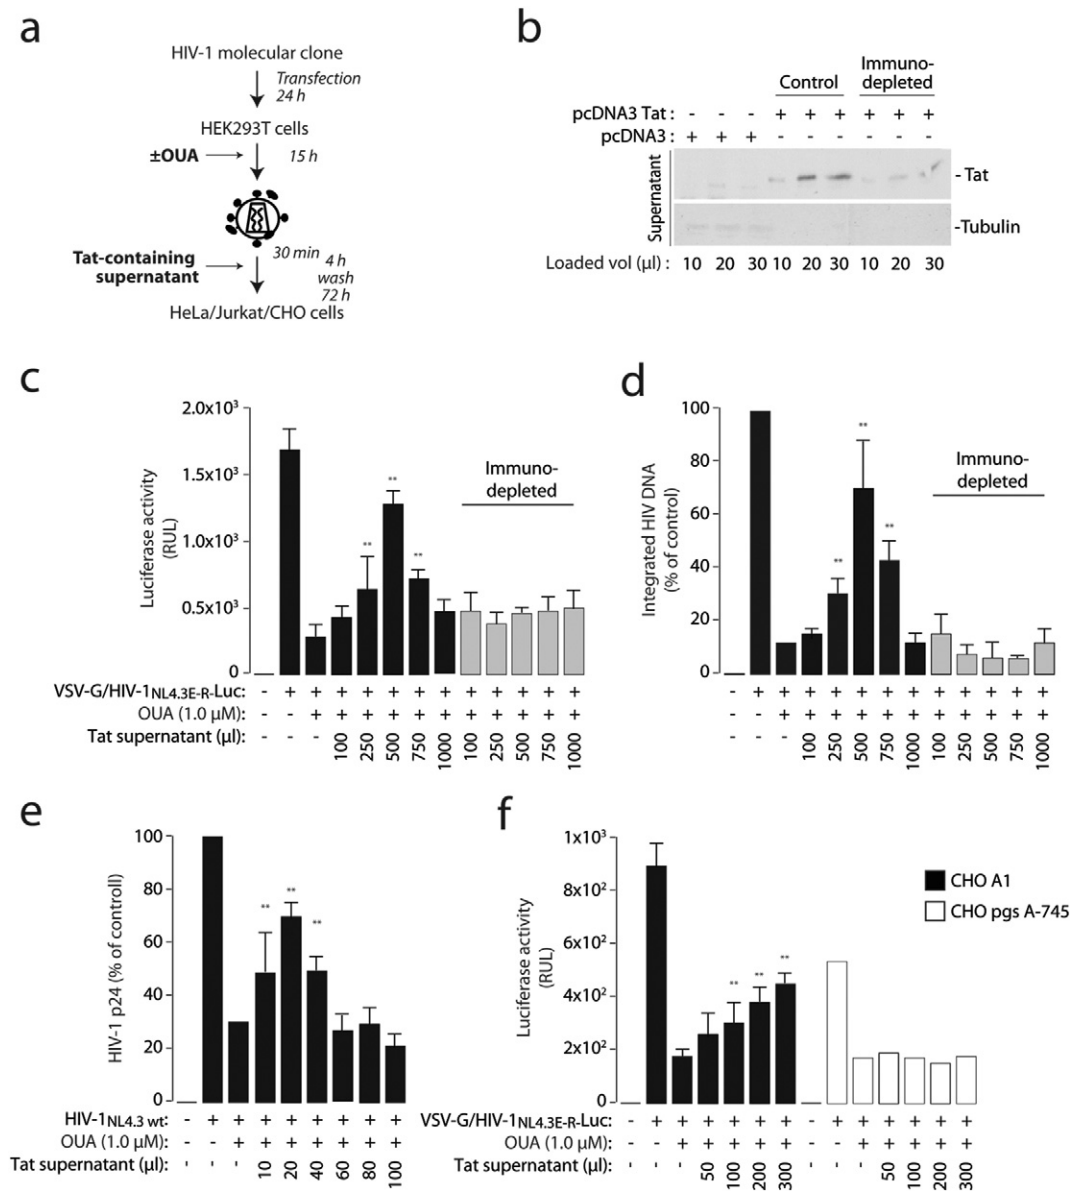 a
HIV-1 molecular clone
Transfection
24 h
HEK293T cells
±OUA
15 h
30 min
4 h
Tat-containing
supernatant
wash
72 h
HeLa/Jurkat/CHO cells
b
Control
Immuno-
depleted
pcDNA3 Tat : - - - + + + + + +
pcDNA3 : + + + - - - - - -
Supernatant
- Tat
-Tubulin
Loaded vol (µl) : 10 20 30 10 20 30 10 20 30
c
Luciferase activity
(RUL)
2.0x10³
1.5x10³
1.0x10³
0.5x10³
0
** ** **
Immuno-
depleted
VSV-G/HIV-1NL4.3E-R-Luc: - + + + + + + + + + + + +
OUA (1.0 µM): - - + + + + + + + + + + +
Tat supernatant (µl): - - - 100 250 500 750 1000 100 250 500 750 1000
d
Integrated HIV DNA
(% of control)
100
80
60
40
20
0
** ** **
Immuno-
depleted
- + + + + + + + + + + + +
- - + + + + + + + + + + +
- - - 100 250 500 750 1000 100 250 500 750 1000
e
HIV-1 p24 (% of controll)
100
80
60
40
20
0
** ** **
HIV-1NL4.3 wt: - + + + + + + + +
OUA (1.0 µM): - - + + + + + + +
Tat supernatant (µl): - - - 10 20 40 60 80 100
f
Luciferase activity
(RUL)
1x10³
8x10²
6x10²
4x10²
2x10²
0
** ** **
CHO A1
CHO pgs A-745
VSV-G/HIV-1NL4.3E-R-Luc: - + + + + + + - + + + + + +
OUA (1.0 µM): - - + + + + + - - + + + + +
Tat supernatant (µl): - - - 50 100 200 300 - - - 50 100 200 300